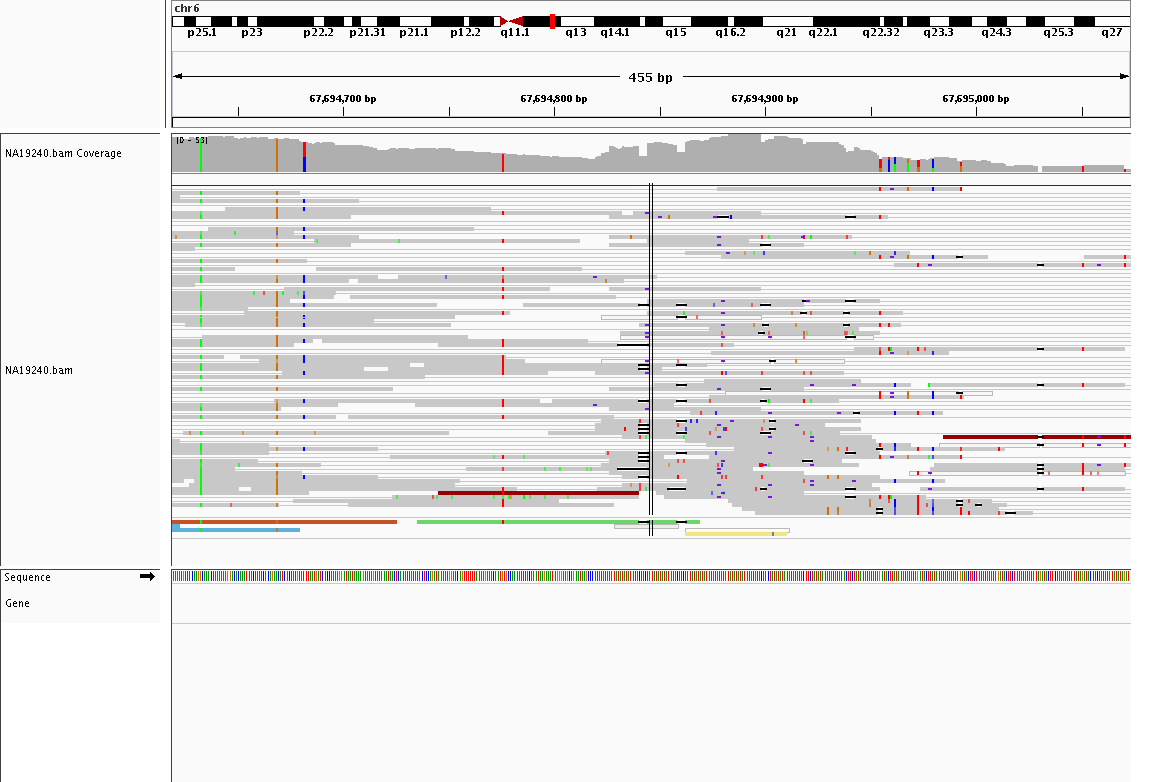 chr6
p25.1 p23 p22.2 p21.31 p21.1 p12.2 q11.1 q13 q14.1 q15 q16.2 q21 q22.1 q22.32 q23.3 q24.3 q25.3 q27
455 bp
67,694,700 bp 67,694,800 bp 67,694,900 bp 67,695,000 bp
[0 - 53]
NA19240.bam Coverage
NA19240.bam
Sequence
Gene